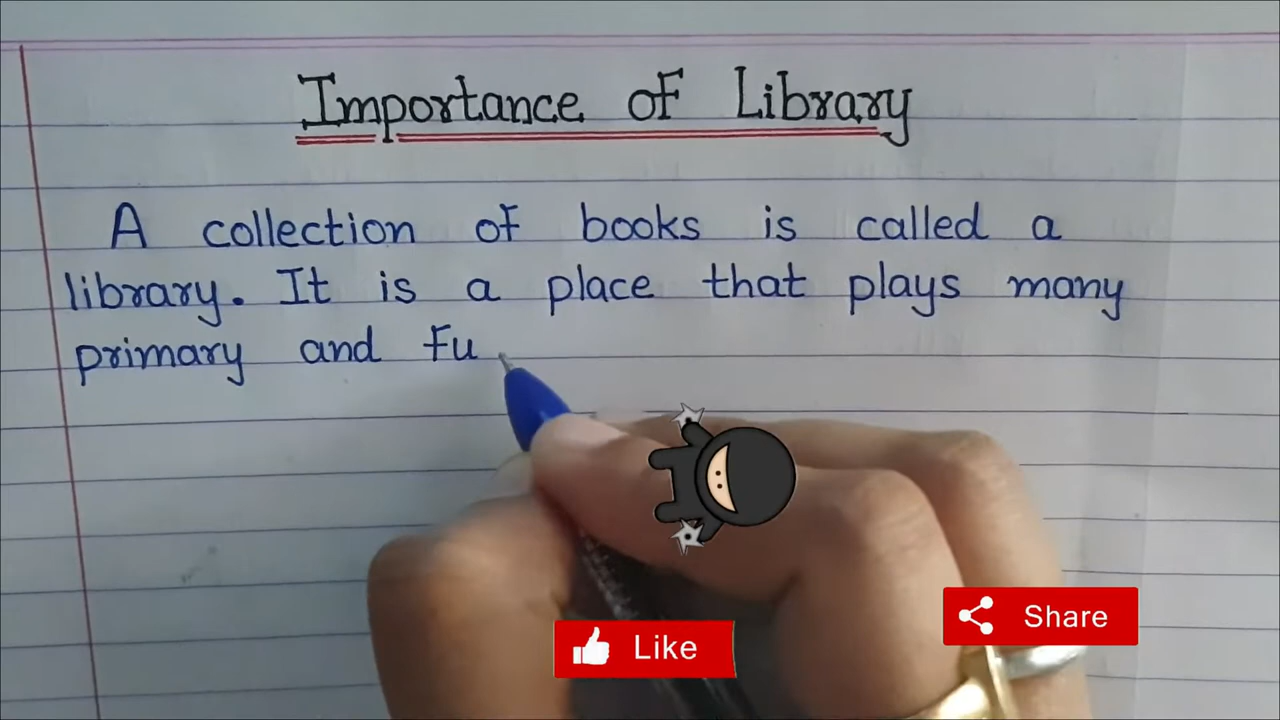 Importance of Library
A collection of books is called a
library. It is a place that plays many
primary and fu
Like
Share